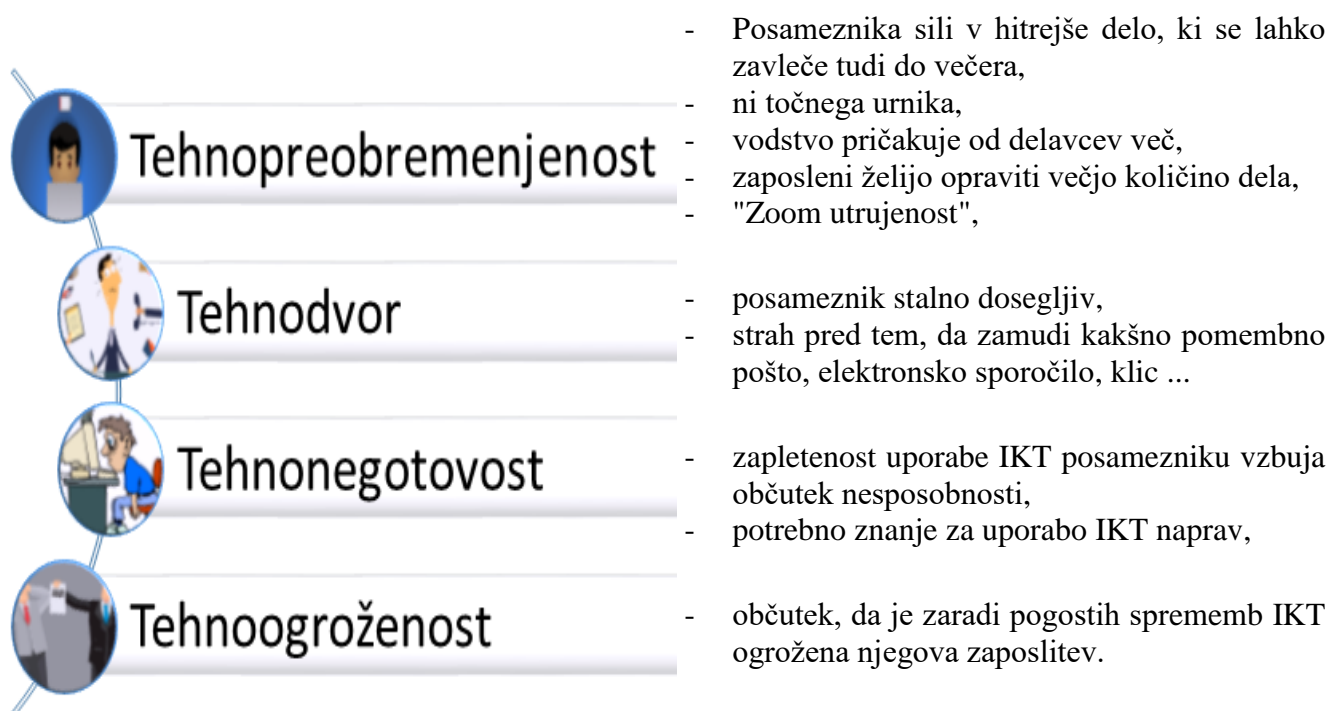 - Posameznika sili v hitrejše delo, ki se lahko
zavleče tudi do večera,
- ni točnega urnika,
Tehnopreobremenjenost
- vodstvo pričakuje od delavcev več,
- zaposleni želijo opraviti večjo količino dela,
- "Zoom utrujenost",
Tehnodvor
- posameznik stalno dosegljiv,
- strah pred tem, da zamudi kakšno pomembno
pošto, elektronsko sporočilo, klic ...
Tehnonegotovost
- zapletenost uporabe IKT posamezniku vzbuja
občutek nesposobnosti,
- potrebno znanje za uporabo IKT naprav,
Tehnoogroženost
- občutek, da je zaradi pogostih sprememb IKT
ogrožena njegova zaposlitev.